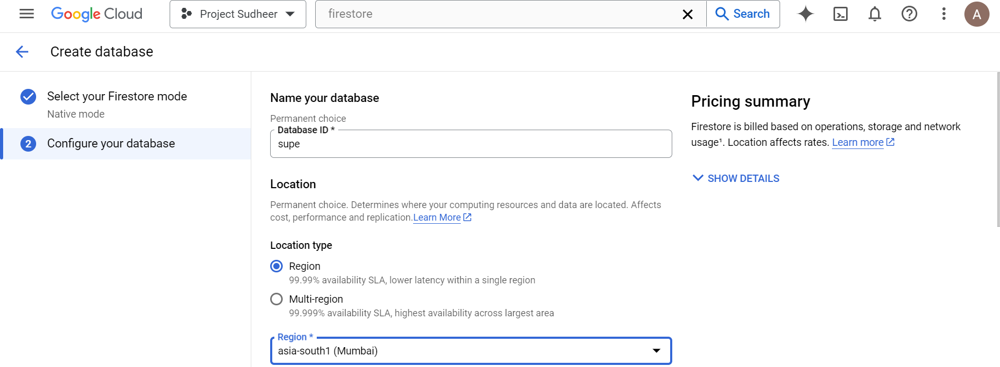 Google Cloud
Project Sudheer
firestore
Search
A
Create database
Select your Firestore mode
Native mode
2
Configure your database
Name your database
Permanent choice
Database ID *
supe
Location
Permanent choice. Determines where your computing resources and data are located. Affects
cost, performance and replication.Learn More
Location type
Region
99.99% availability SLA, lower latency within a single region
Multi-region
99.999% availability SLA, highest availability across largest area
Region *
asia-south1 (Mumbai)
Pricing summary
Firestore is billed based on operations, storage and network
usage¹. Location affects rates. Learn more
SHOW DETAILS